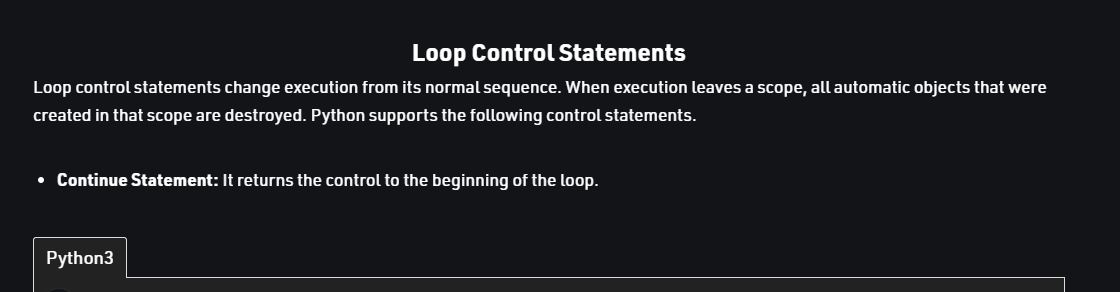 Loop Control Statements
Loop control statements change execution from its normal sequence. When execution leaves a scope, all automatic objects that were
created in that scope are destroyed. Python supports the following control statements.
• Continue Statement: It returns the control to the beginning of the loop.
Python3